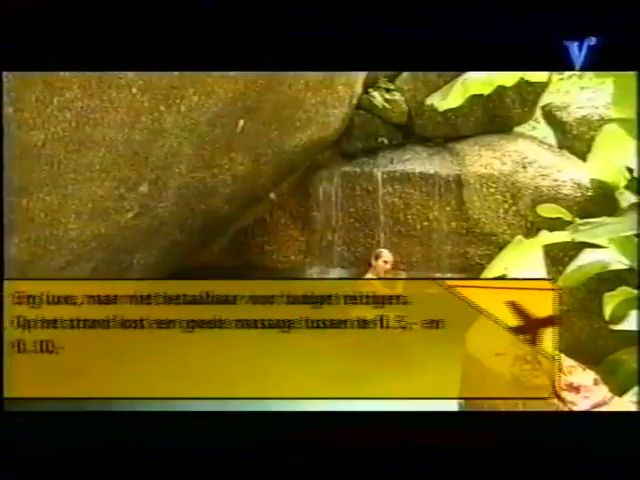 V
luxe, maar niet betaalbaar voor budget reizigers.
Op het strand kost een goede massage tussen de fl. 5,- en
fl. 10,-